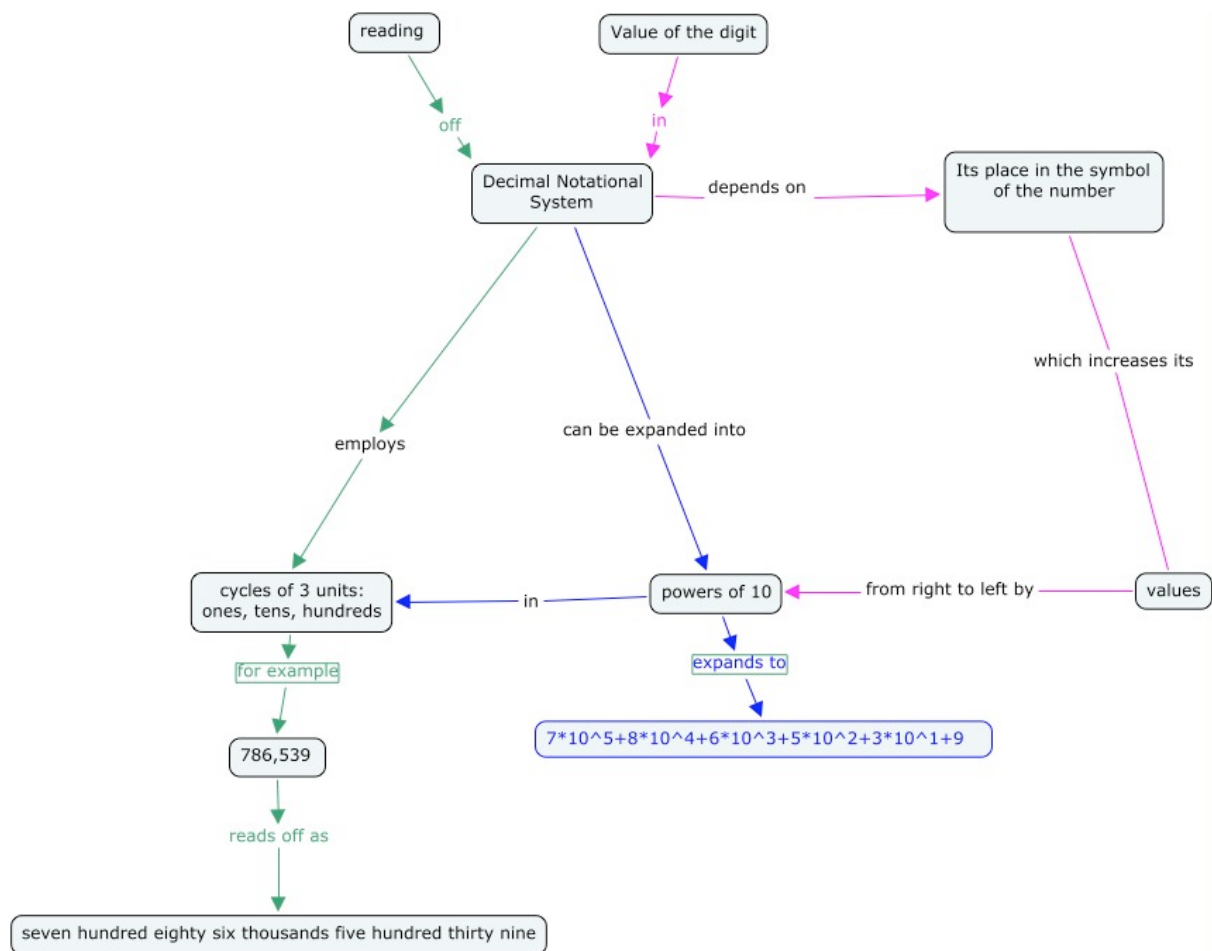 reading
Value of the digit
off
in
Decimal Notational
System
depends on
Its place in the symbol
of the number
which increases its
can be expanded into
employs
cycles of 3 units:
ones, tens, hundreds
in
powers of 10
from right to left by
values
for example
expands to
786,539
7*10^5+8*10^4+6*10^3+5*10^2+3*10^1+9
reads off as
seven hundred eighty six thousands five hundred thirty nine